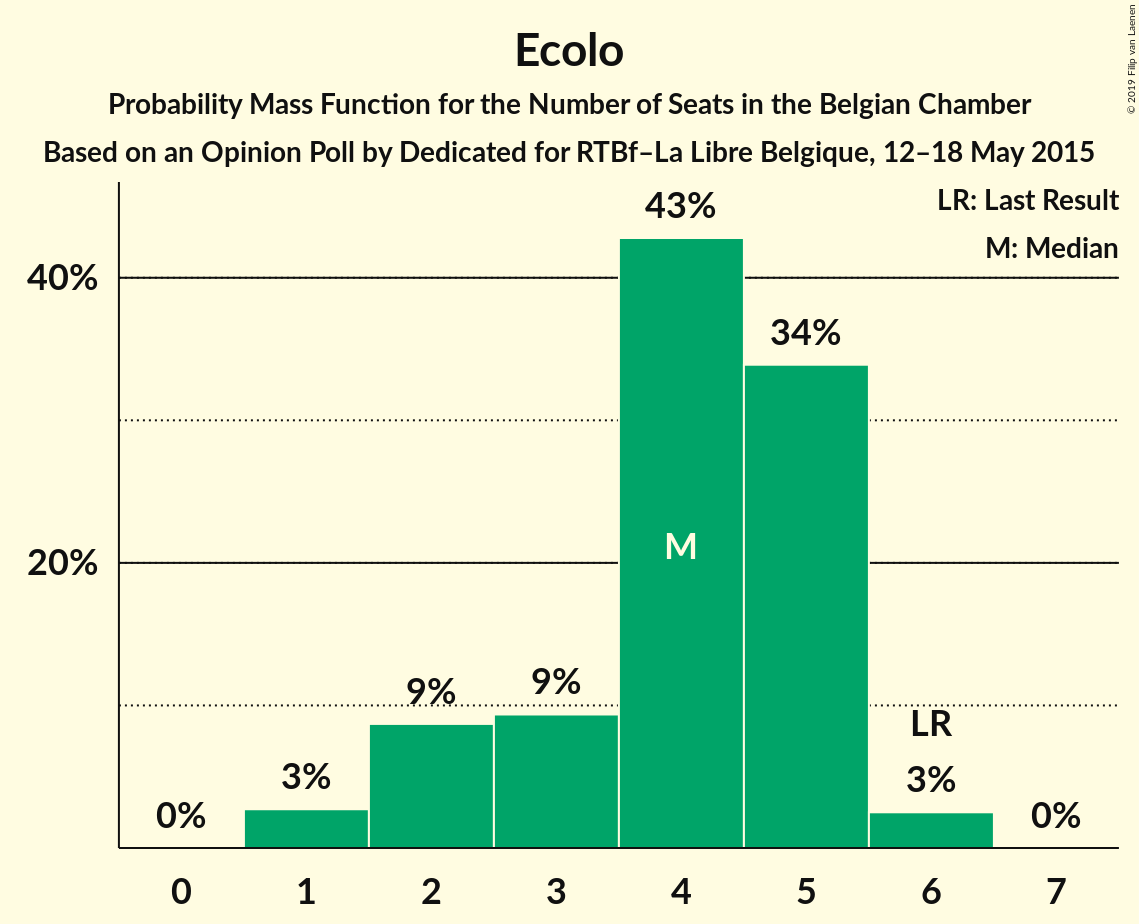 Ecolo
Probability Mass Function for the Number of Seats in the Belgian Chamber
Based on an Opinion Poll by Dedicated for RTBf–La Libre Belgique, 12–18 May 2015
© 2019 Filip van Laenen
LR: Last Result
M: Median
40%
20%
0%
3%
9%
9%
43%
M
34%
LR
3%
0%
0 1 2 3 4 5 6 7